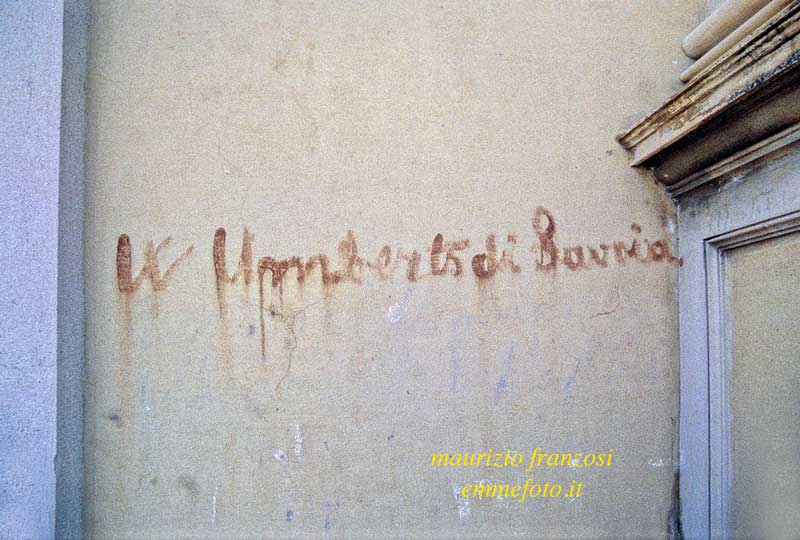 W Umberto di Savoia.
maurizio franzosi
emmefoto.it